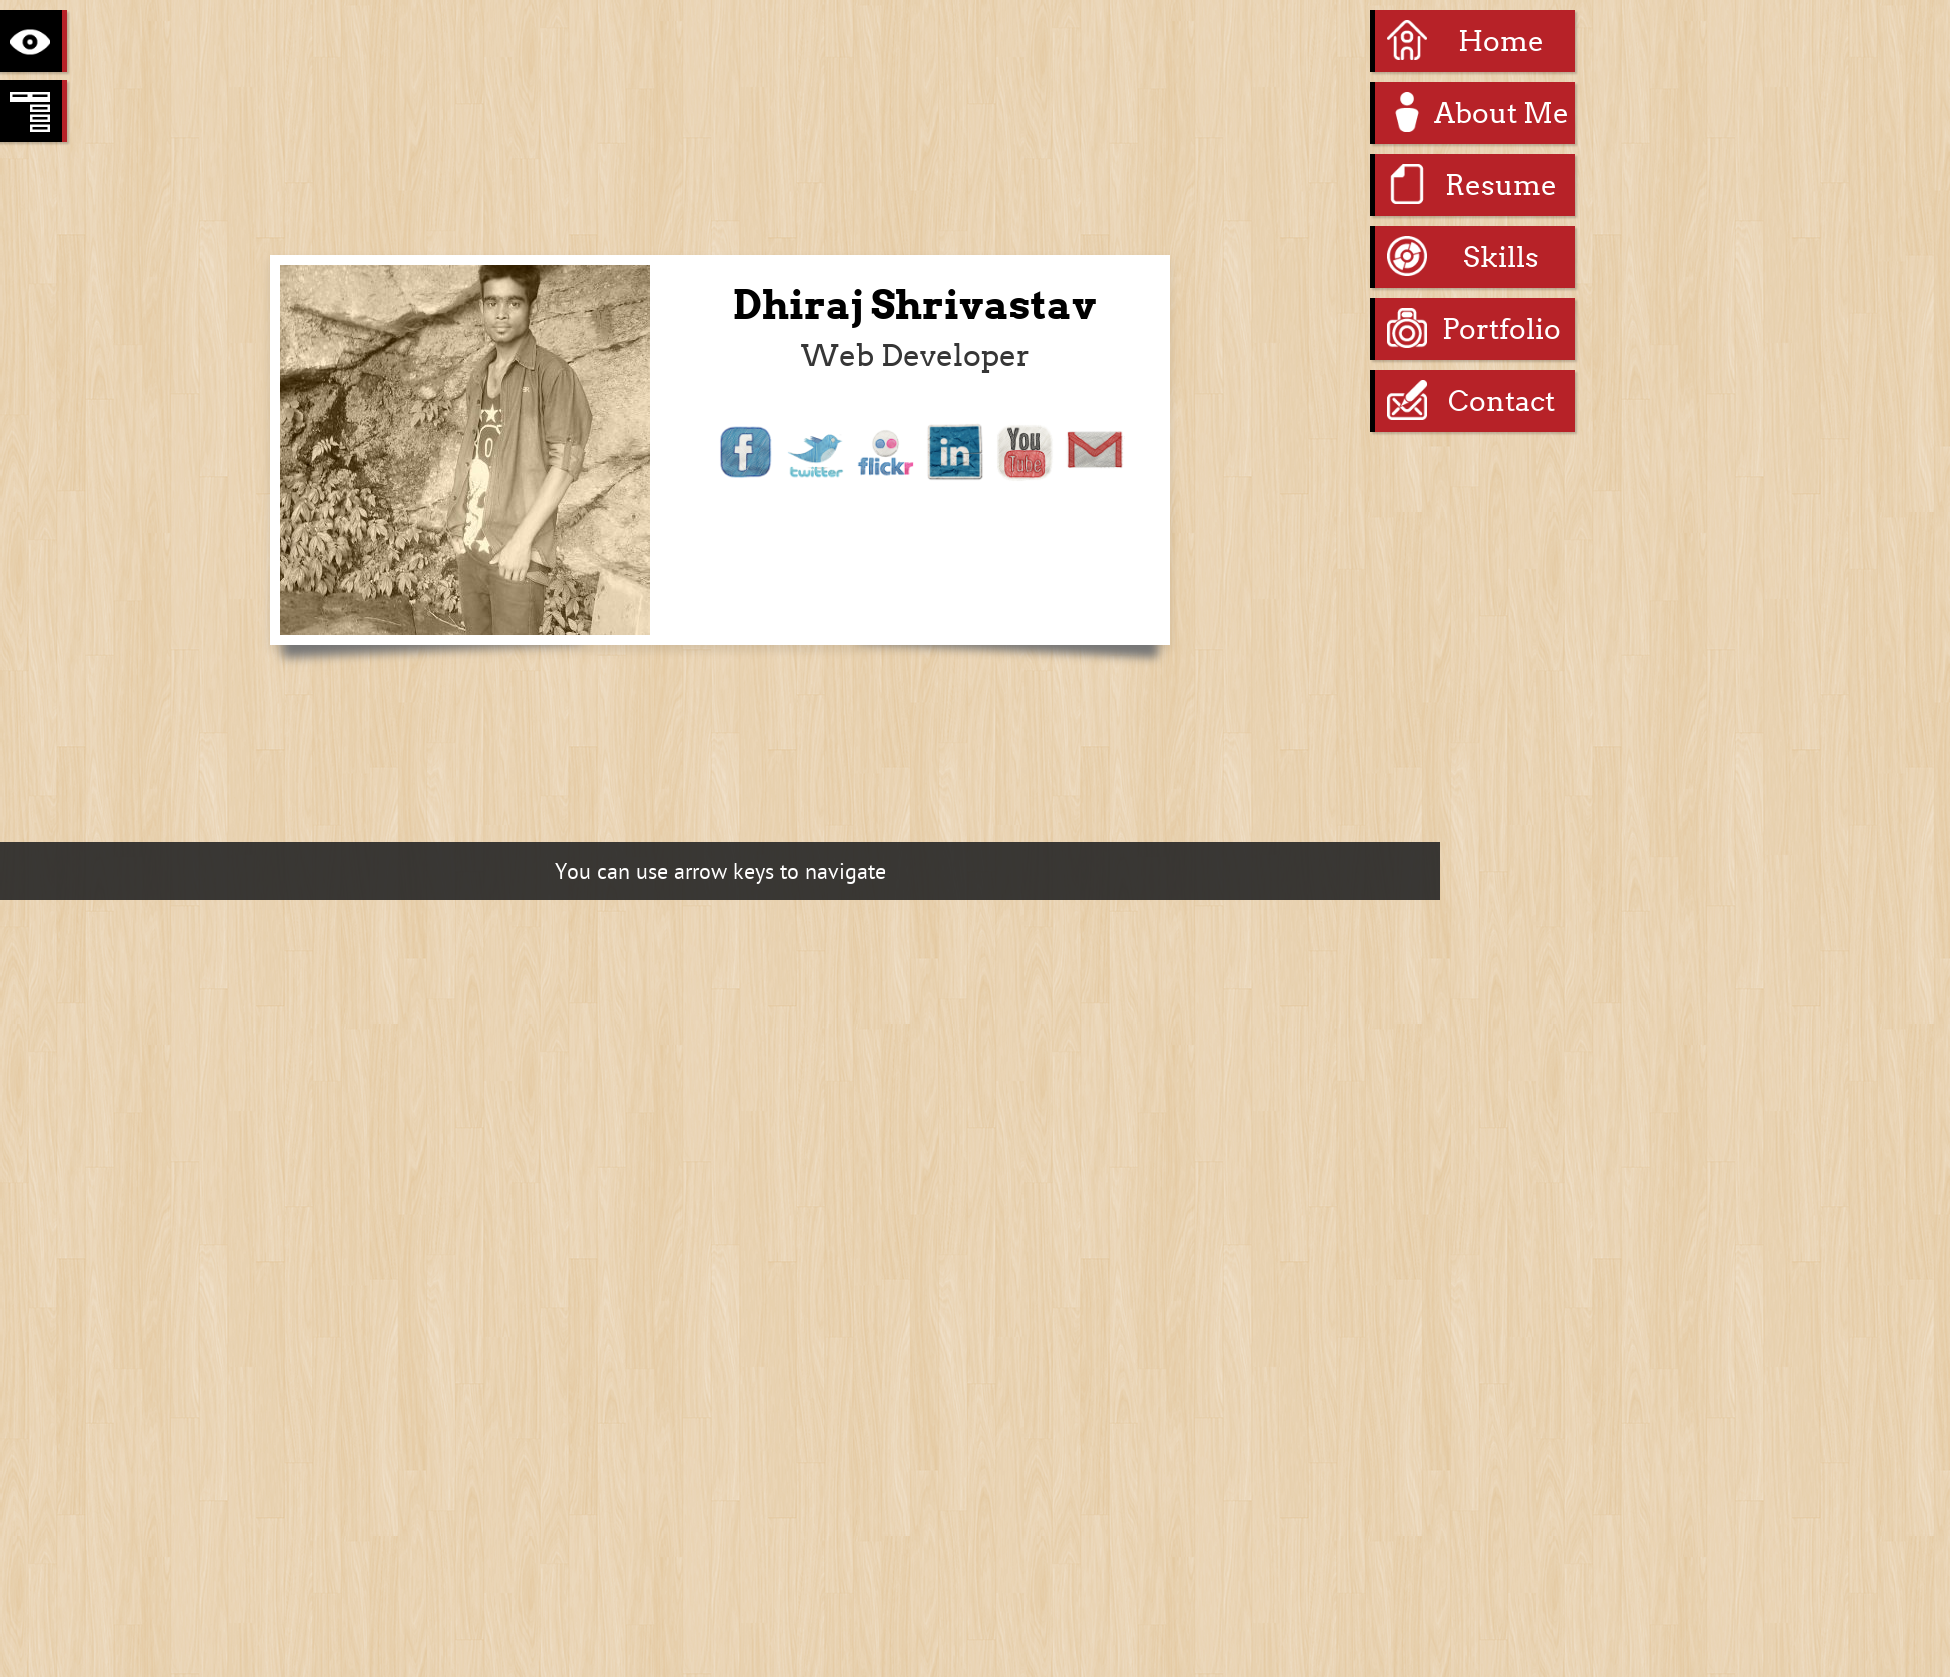 Home
About Me
Resume
Skills
Portfolio
Contact
Dhiraj Shrivastav
Web Developer
f twitter flickr in You Tube
You can use arrow keys to navigate